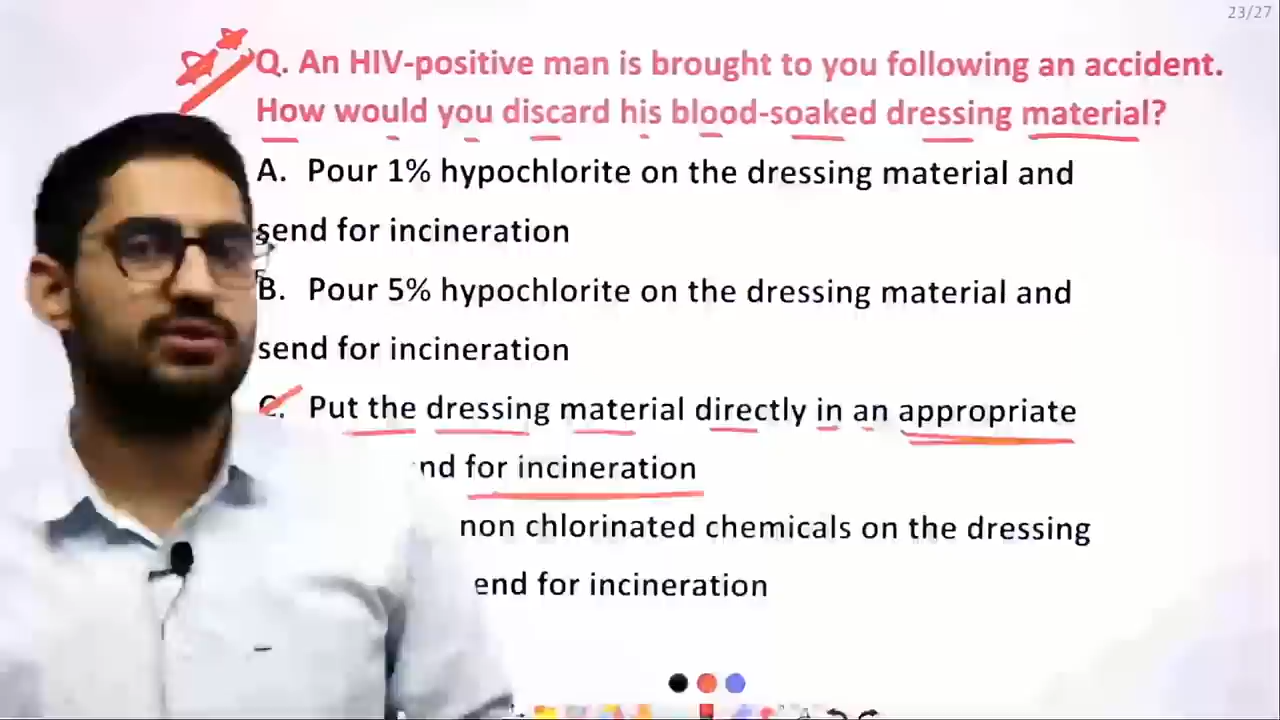 23/27
Q. An HIV-positive man is brought to you following an accident.
How would you discard his blood-soaked dressing material?
A. Pour 1% hypochlorite on the dressing material and
send for incineration
B. Pour 5% hypochlorite on the dressing material and
send for incineration
C. Put the dressing material directly in an appropriate
nd for incineration
non chlorinated chemicals on the dressing
end for incineration